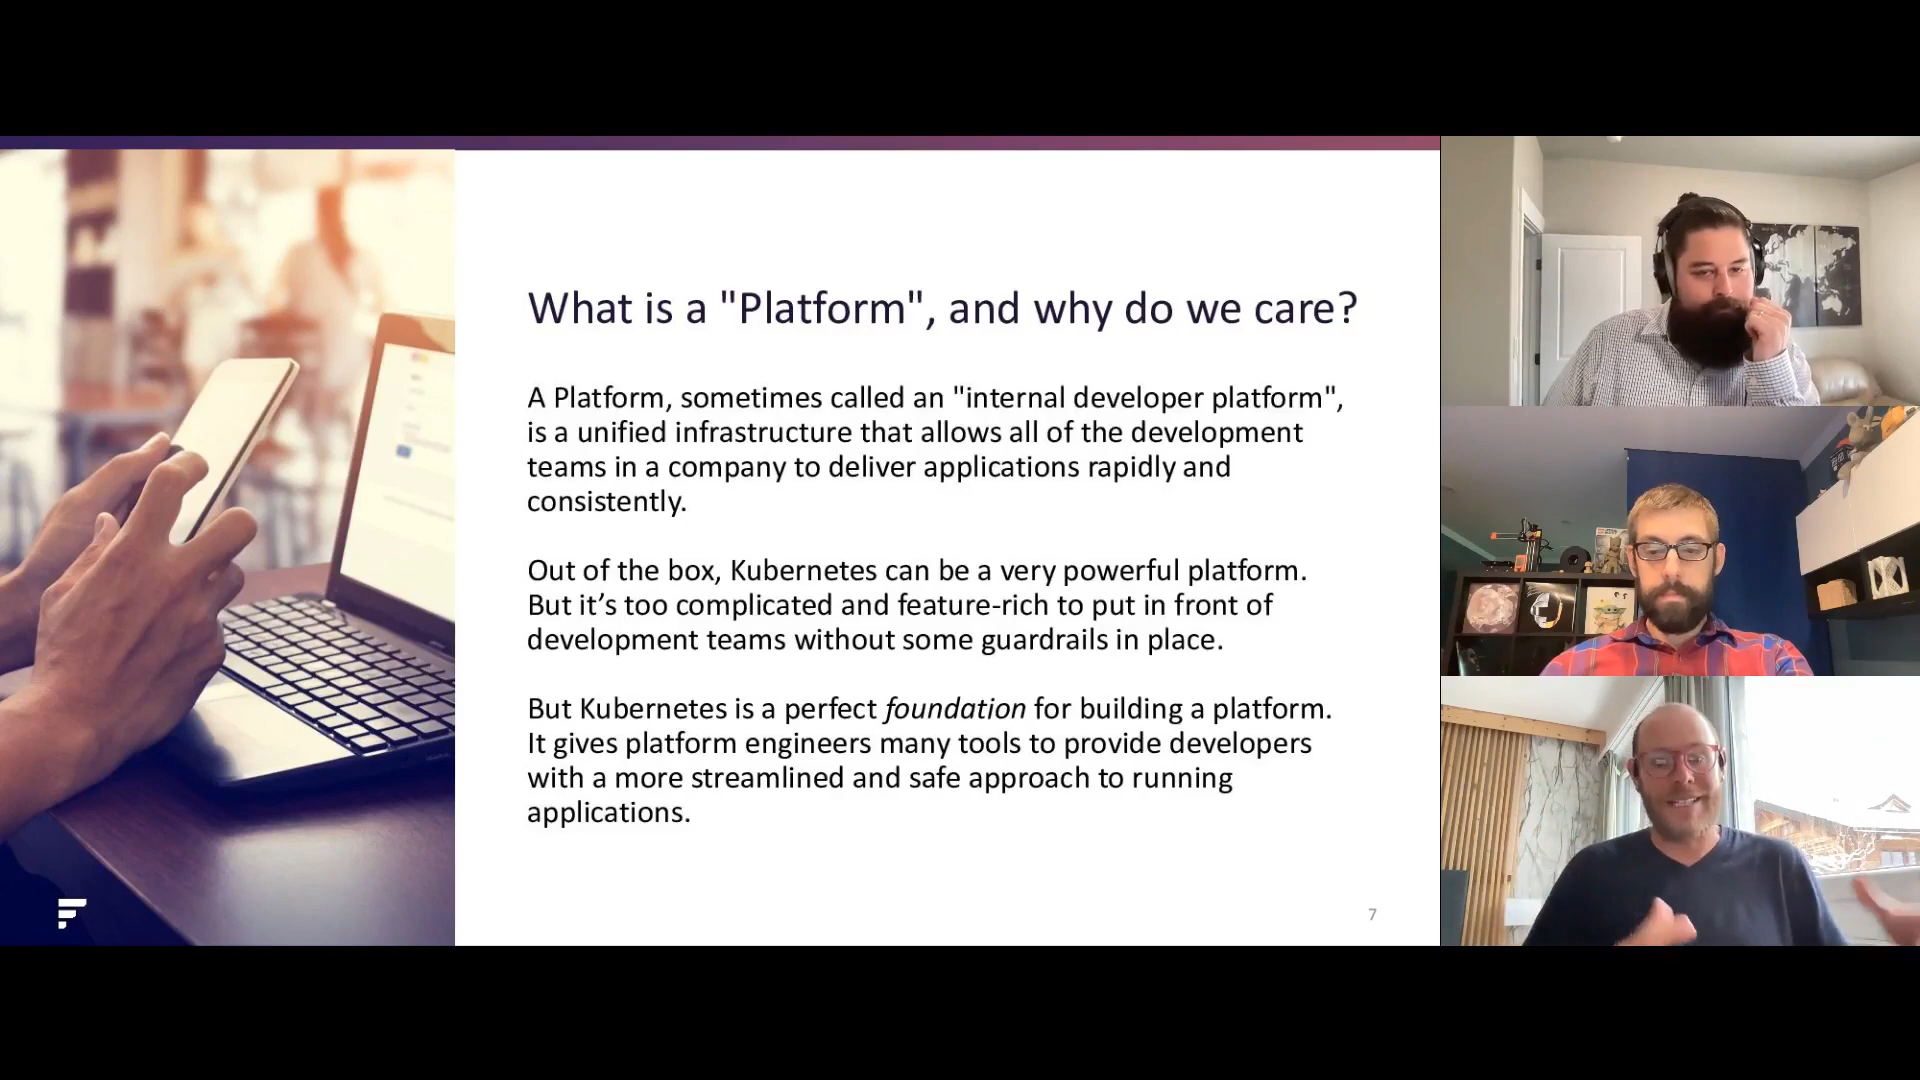 What is a "Platform", and why do we care?
A Platform, sometimes called an "internal developer platform",
is a unified infrastructure that allows all of the development
teams in a company to deliver applications rapidly and
consistently.
Out of the box, Kubernetes can be a very powerful platform.
But it’s too complicated and feature-rich to put in front of
development teams without some guardrails in place.
But Kubernetes is a perfect foundation for building a platform.
It gives platform engineers many tools to provide developers
with a more streamlined and safe approach to running
applications.
7